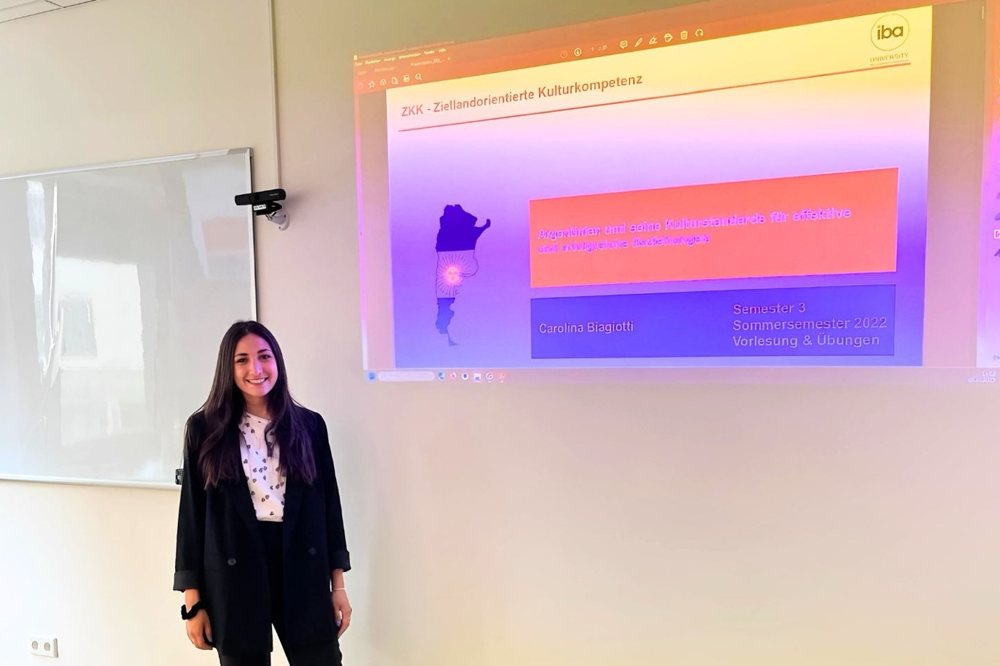 iba
UNIVERSITY
ZKK - Ziellandorientierte Kulturkompetenz
Argentinien und seine Kulturstandards für effektive
und erfolgreiche Beziehungen
Carolina Biagiotti
Semester 3
Sommersemester 2022
Vorlesung & Übungen